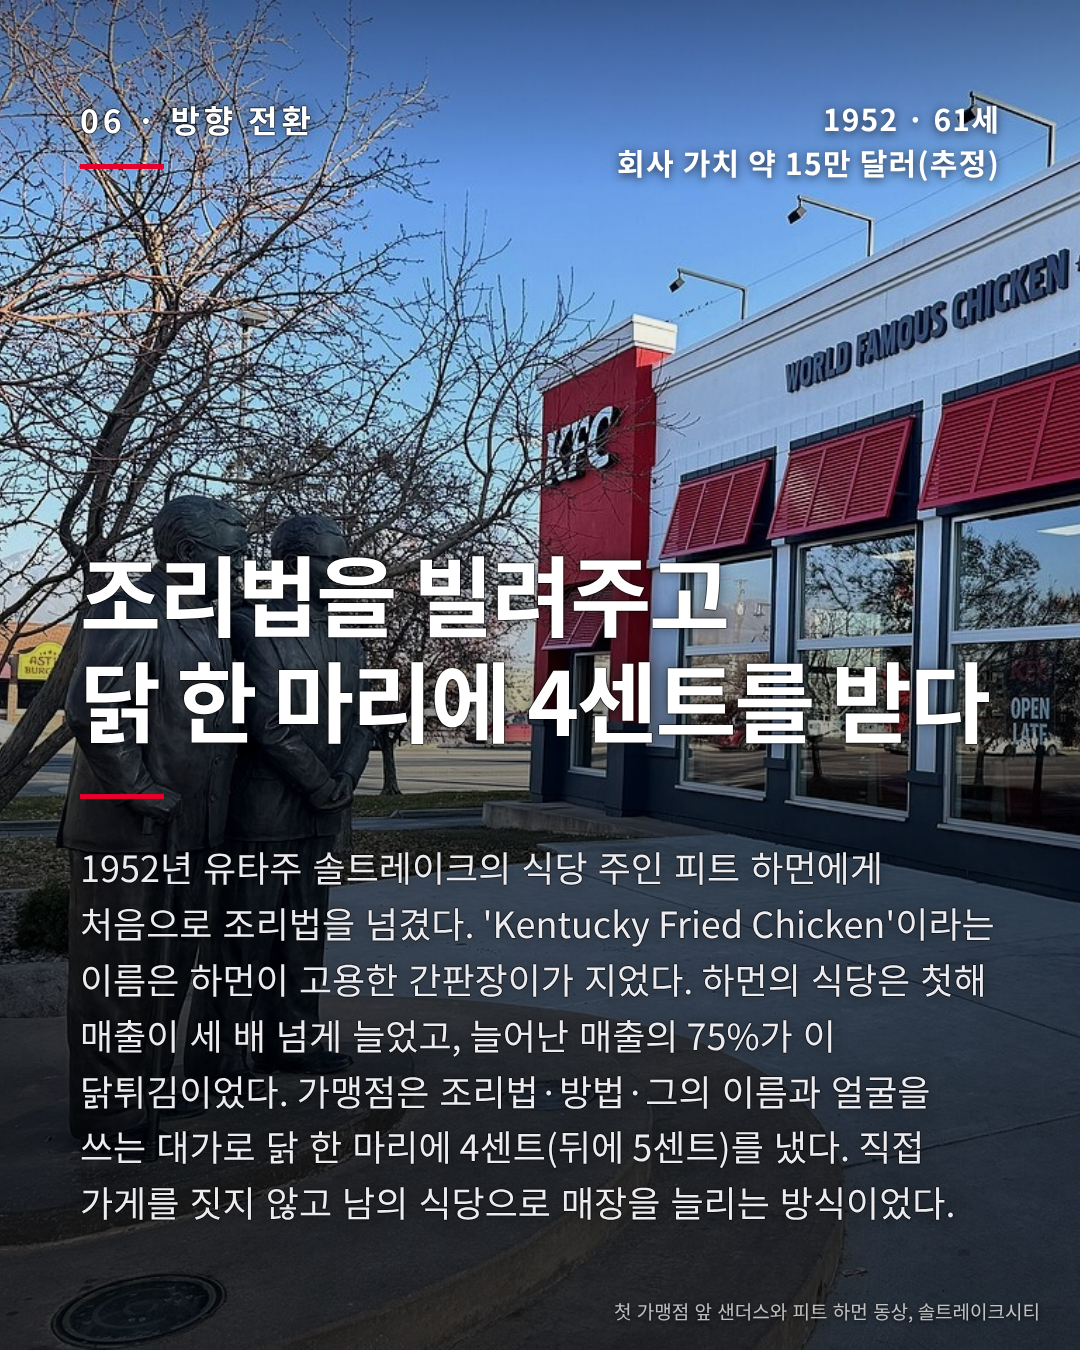 06 · 방향 전환
1952 · 61세
회사 가치 약 15만 달러(추정)
WORLD FAMOUS CHICKEN
KFC
조리법을 빌려주고
닭 한 마리에 4센트를 받다
OPEN
LATE
1952년 유타주 솔트레이크의 식당 주인 피트 하먼에게
처음으로 조리법을 넘겼다. 'Kentucky Fried Chicken'이라는
이름은 하먼이 고용한 간판장이가 지었다. 하먼의 식당은 첫해
매출이 세 배 넘게 늘었고, 늘어난 매출의 75%가 이
닭튀김이었다. 가맹점은 조리법·방법·그의 이름과 얼굴을
쓰는 대가로 닭 한 마리에 4센트(뒤에 5센트)를 냈다. 직접
가게를 짓지 않고 남의 식당으로 매장을 늘리는 방식이었다.
첫 가맹점 앞 샌더스와 피트 하먼 동상, 솔트레이크시티